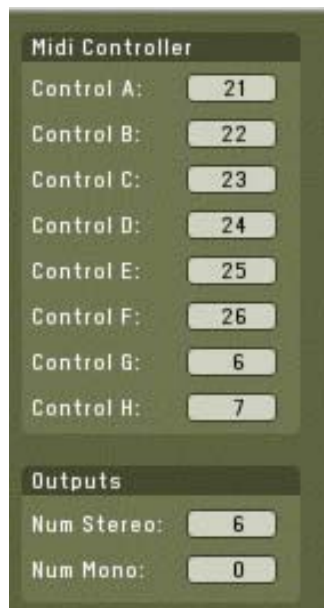 Midi Controller
Control A: 21
Control B: 22
Control C: 23
Control D: 24
Control E: 25
Control F: 26
Control G: 6
Control H: 7
Outputs
Num Stereo: 6
Num Mono: 0